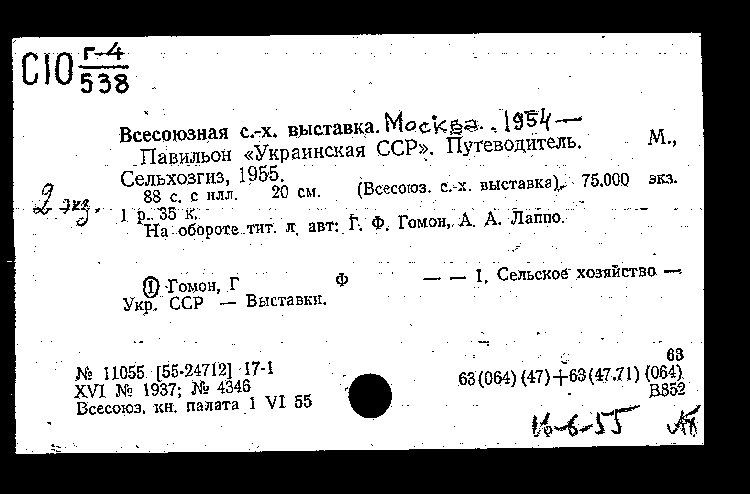 С10 г-4
538
Всесоюзная с.-х. выставка. Москва. 1954—
Павильон «Украинская ССР». Путеводитель. М.,
Сельхозгиз, 1955.
88 с. с илл. 20 см. (Всесоюз. с.-х. выставка). 75.000 экз.
2 экз. 1 р. 35 к.
На обороте тит. л. авт: Г. Ф. Гомон, А. А. Лаппо.
① Гомон, Г Ф — — I. Сельское хозяйство —
Укр. ССР — Выставки.
63
№ 11055 [55-24712] 17-1 63(064)(47)+63(47.71)(064)
XVI № 1937; № 4346 В852
Всесоюз. кн. палата 1 VI 55
16-6-55